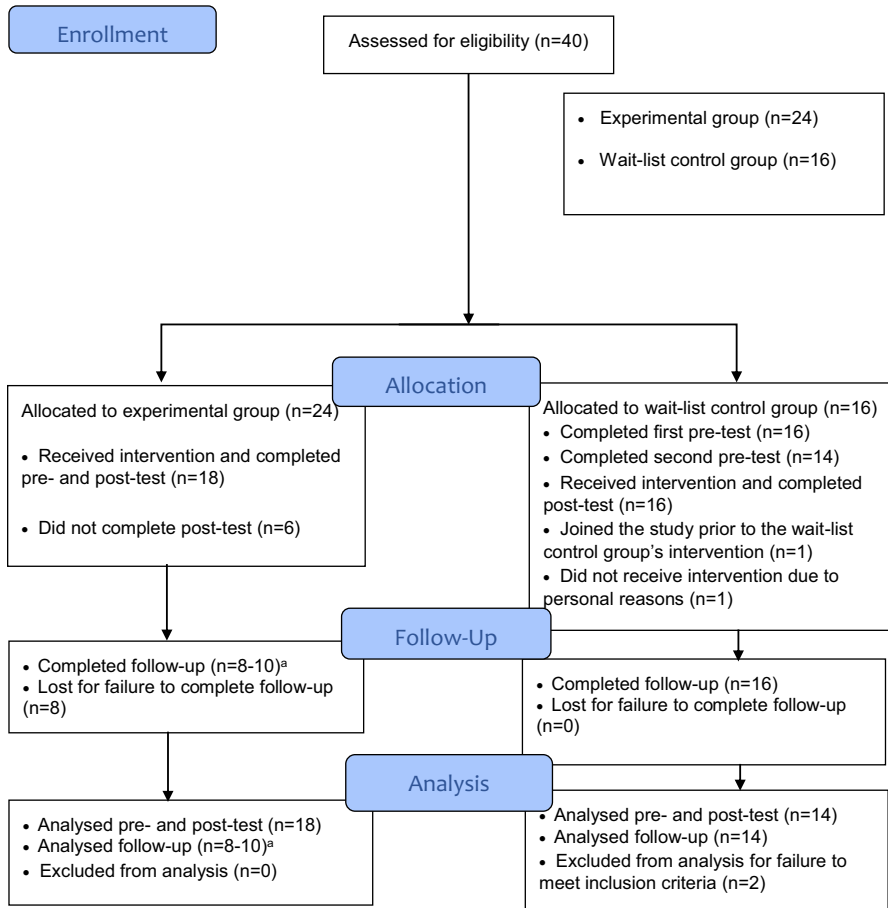 Enrollment
Assessed for eligibility (n=40)
• Experimental group (n=24)
• Wait-list control group (n=16)
Allocation
Allocated to experimental group (n=24)
• Received intervention and completed
pre- and post-test (n=18)
• Did not complete post-test (n=6)
Allocated to wait-list control group (n=16)
• Completed first pre-test (n=16)
• Completed second pre-test (n=14)
• Received intervention and completed
post-test (n=16)
• Joined the study prior to the wait-list
control group’s intervention (n=1)
• Did not receive intervention due to
personal reasons (n=1)
Follow-Up
• Completed follow-up (n=8-10)ᵃ
• Lost for failure to complete follow-up
(n=8)
• Completed follow-up (n=16)
• Lost for failure to complete follow-up
(n=0)
Analysis
• Analysed pre- and post-test (n=18)
• Analysed follow-up (n=8-10)ᵃ
• Excluded from analysis (n=0)
• Analysed pre- and post-test (n=14)
• Analysed follow-up (n=14)
• Excluded from analysis for failure to
meet inclusion criteria (n=2)